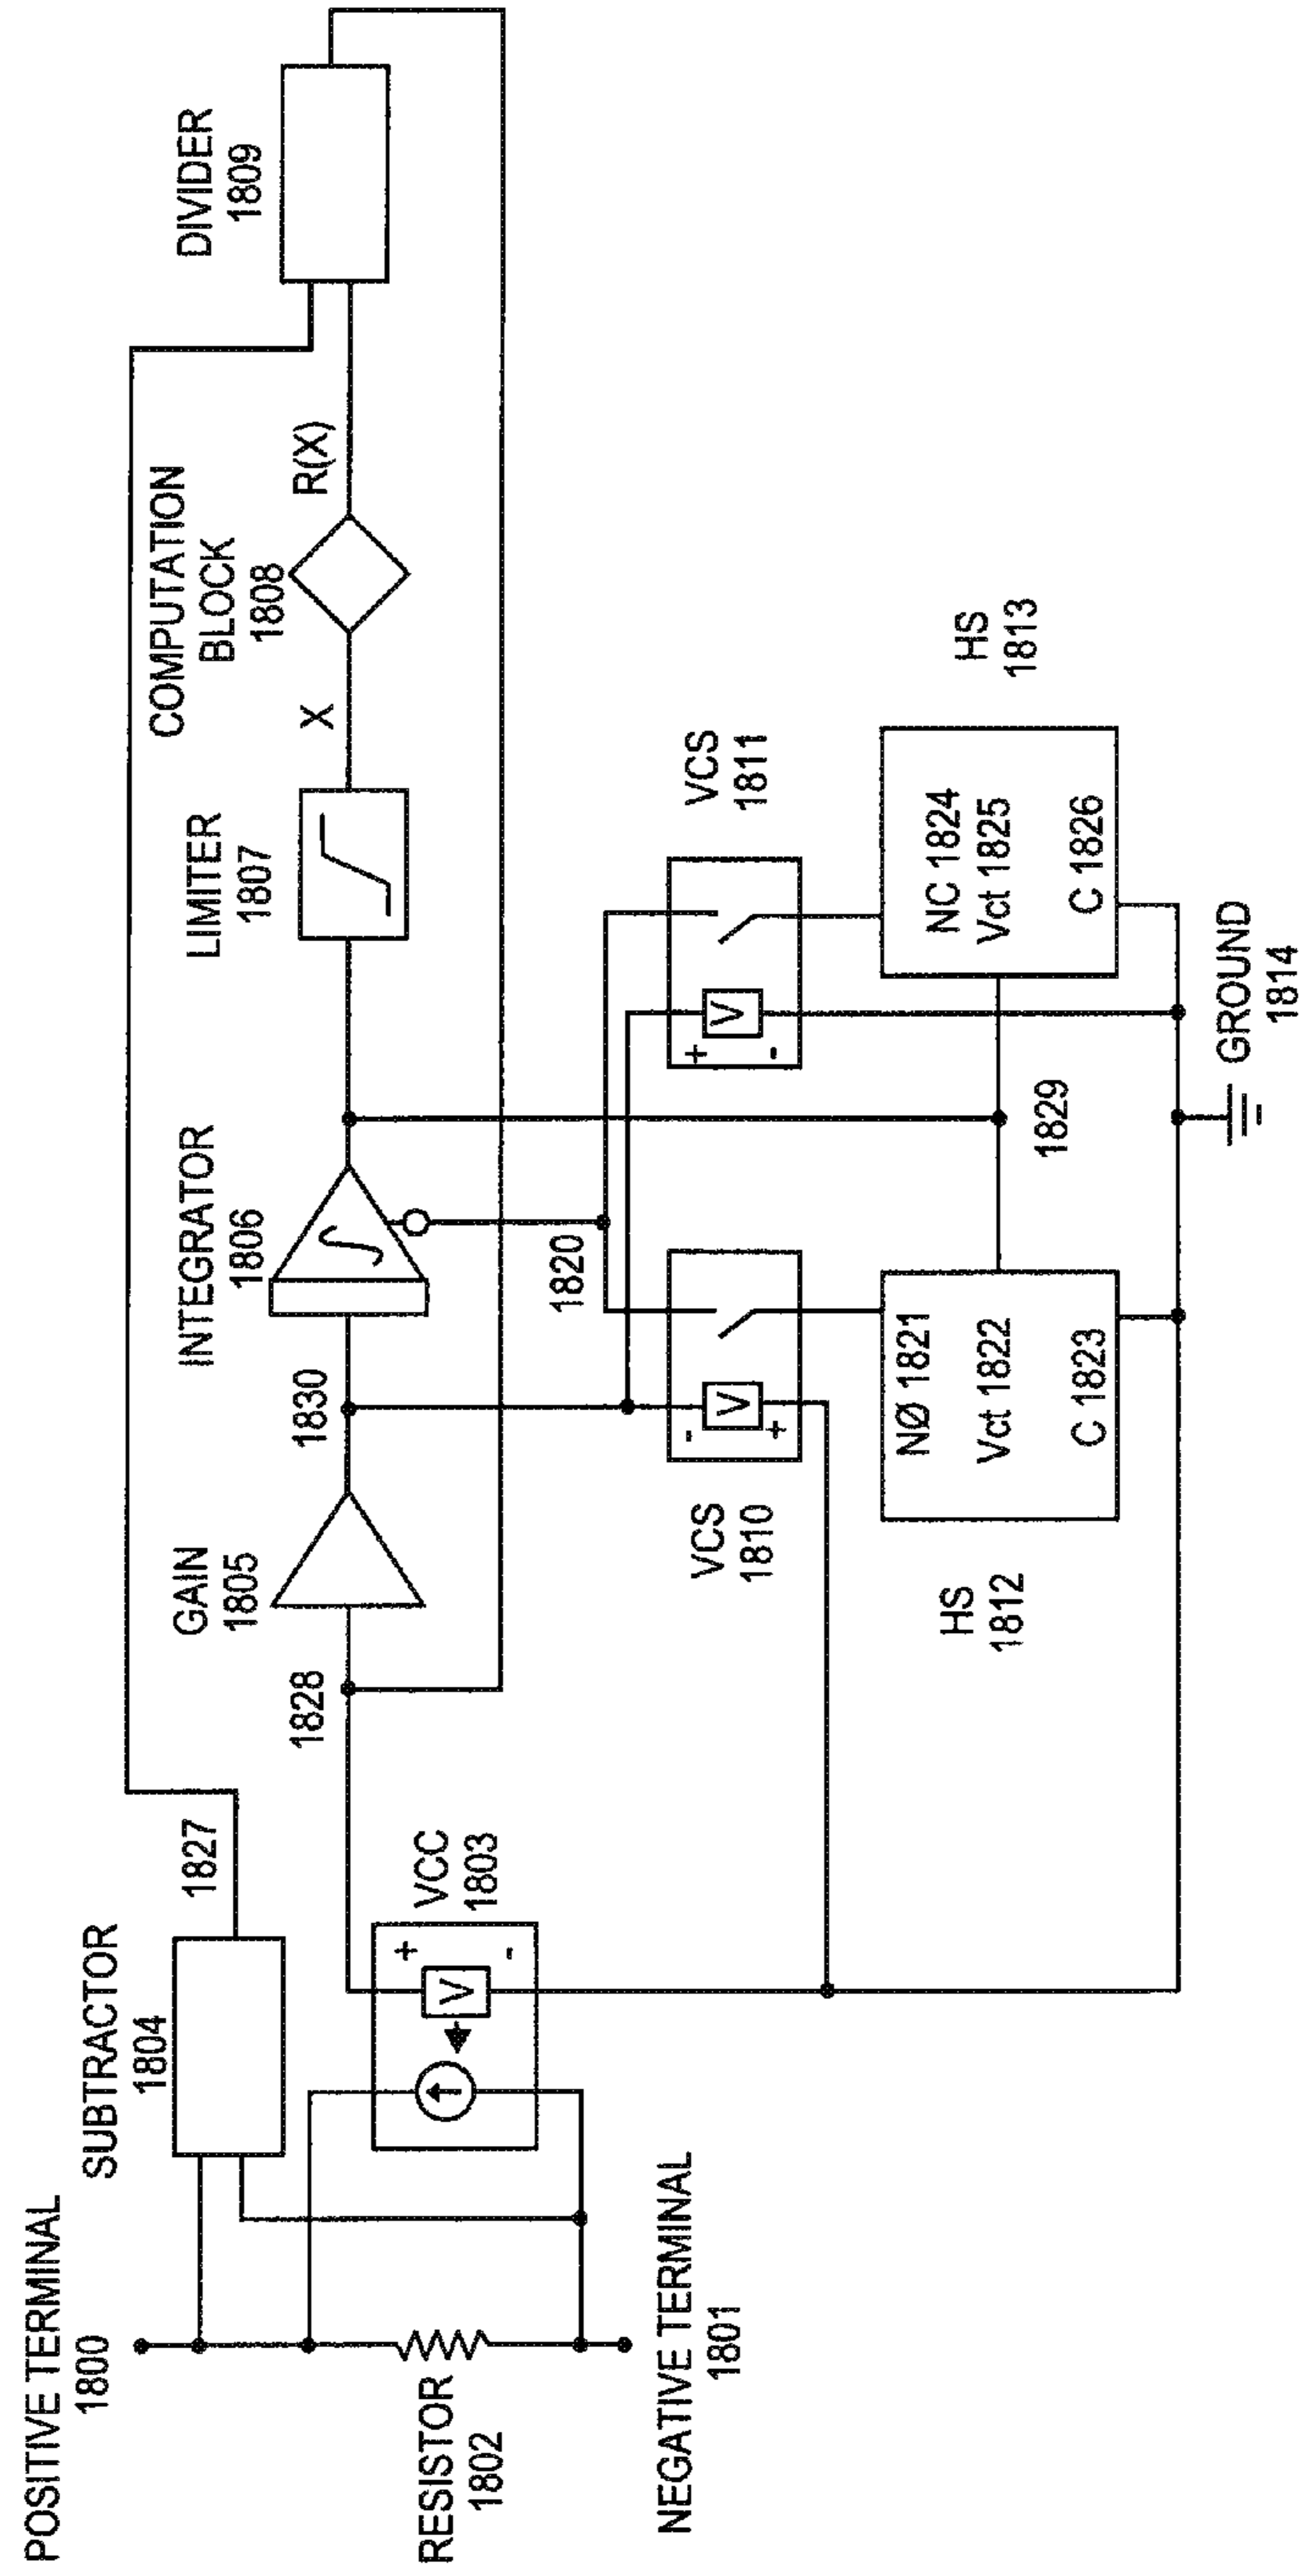 POSITIVE TERMINAL
1800
SUBTRACTOR
1804
1827
RESISTOR
1802
NEGATIVE TERMINAL
1801
VCC
1803
+
V
-
1828
GAIN
1805
1830
INTEGRATOR
1806
∫
LIMITER
1807
X
COMPUTATION
BLOCK
1808
R(X)
DIVIDER
1809
1820
VCS
1810
-
V
+
VCS
1811
+
V
-
HS
1812
NØ 1821
Vct 1822
C 1823
1829
NC 1824
Vct 1825
C 1826
HS
1813
GROUND
1814